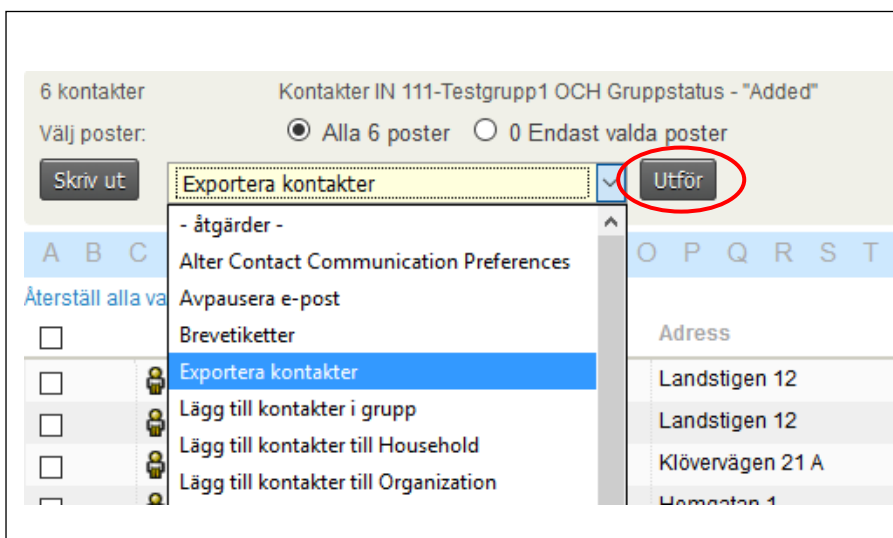 6 kontakter Kontakter IN 111-Testgrupp1 OCH Gruppstatus - "Added"
Välj poster: Alla 6 poster 0 Endast valda poster
Skriv ut Exportera kontakter Utför
- åtgärder -
A B C O P Q R S T
Alter Contact Communication Preferences
Återställ alla va Avpausera e-post
Brevetiketter Adress
Exportera kontakter Landstigen 12
Lägg till kontakter i grupp Landstigen 12
Lägg till kontakter till Household
Klövervägen 21 A
Lägg till kontakter till Organization